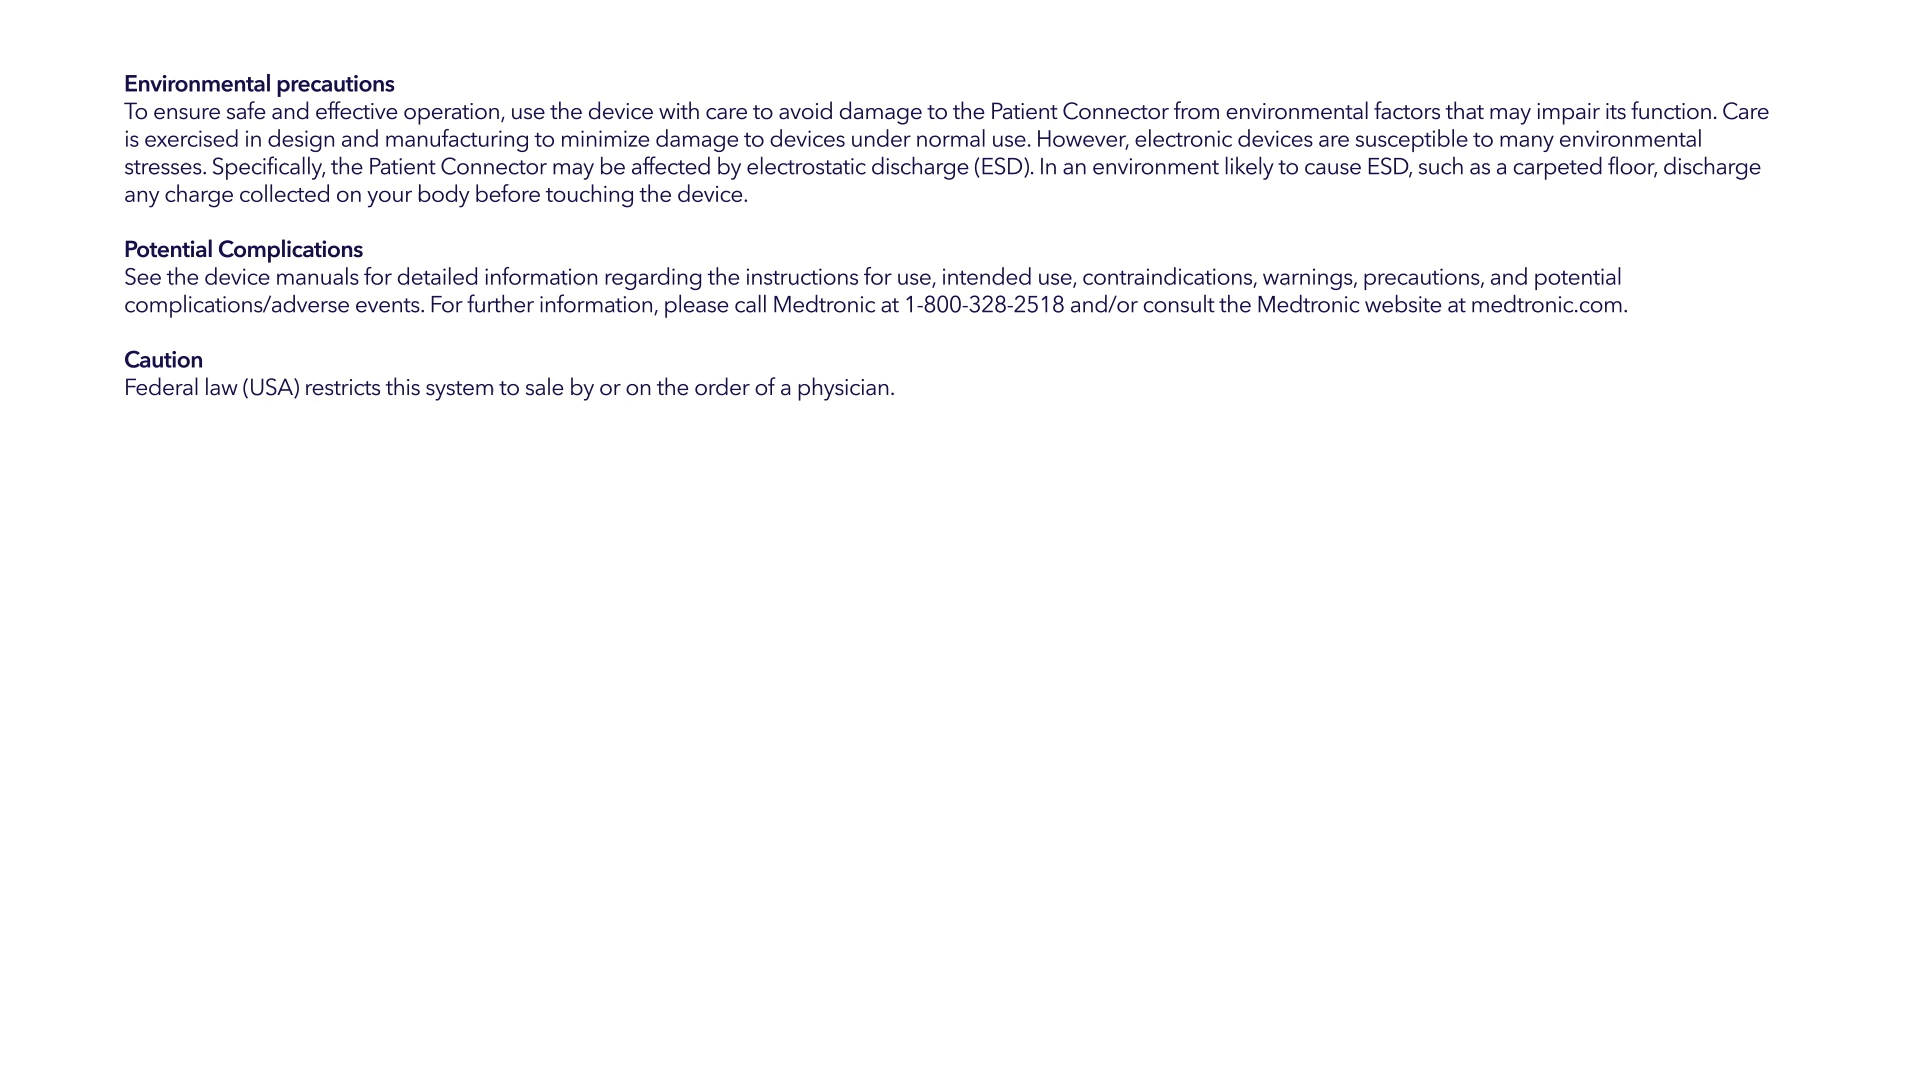 Environmental precautions
To ensure safe and effective operation, use the device with care to avoid damage to the Patient Connector from environmental factors that may impair its function. Care
is exercised in design and manufacturing to minimize damage to devices under normal use. However, electronic devices are susceptible to many environmental
stresses. Specifically, the Patient Connector may be affected by electrostatic discharge (ESD). In an environment likely to cause ESD, such as a carpeted floor, discharge
any charge collected on your body before touching the device.
Potential Complications
See the device manuals for detailed information regarding the instructions for use, intended use, contraindications, warnings, precautions, and potential
complications/adverse events. For further information, please call Medtronic at 1-800-328-2518 and/or consult the Medtronic website at medtronic.com.
Caution
Federal law (USA) restricts this system to sale by or on the order of a physician.